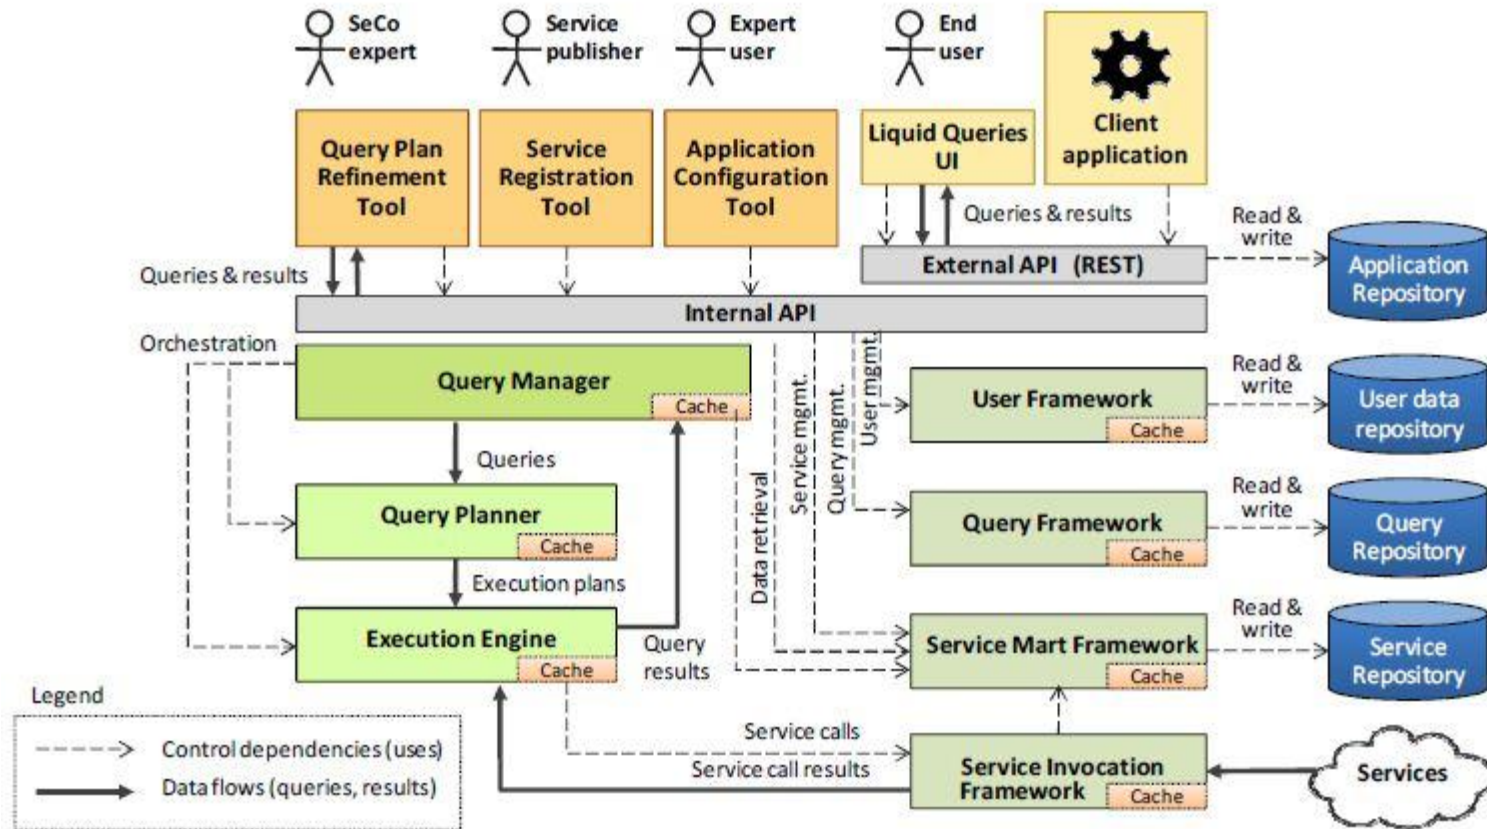 SeCo
expert
Service
publisher
Expert
user
End
user
Query Plan
Refinement
Tool
Service
Registration
Tool
Application
Configuration
Tool
Liquid Queries
UI
Client
application
Queries & results
Queries & results
Read &
write
External API (REST)
Application
Repository
Internal API
Orchestration
Query Manager
Cache
Queries
Query Planner
Cache
Execution plans
Execution Engine
Cache
Query
results
Data retrieval
Service mgmt.
Query mgmt.
User mgmt.
User Framework
Cache
Read &
write
User data
repository
Query Framework
Cache
Read &
write
Query
Repository
Service Mart Framework
Cache
Read &
write
Service
Repository
Service calls
Service call results
Service Invocation
Framework
Cache
Services
Legend
Control dependencies (uses)
Data flows (queries, results)